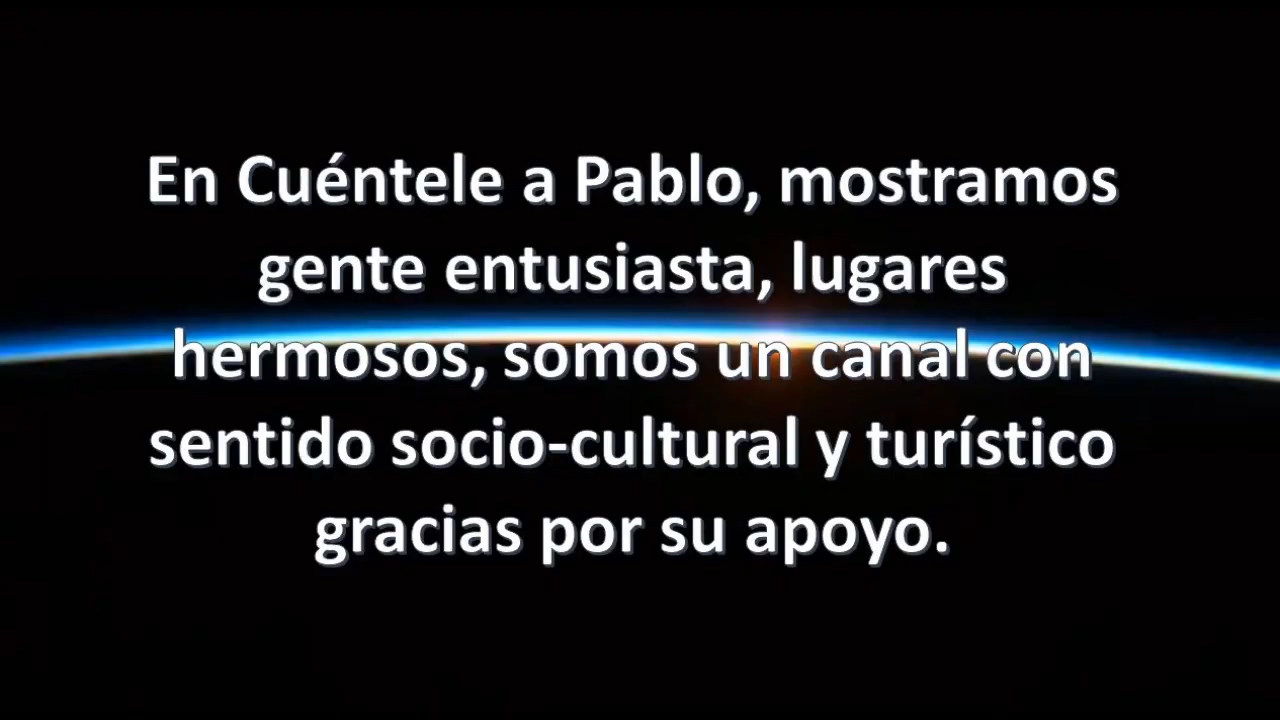 En Cuéntele a Pablo, mostramos
gente entusiasta, lugares
hermosos, somos un canal con
sentido socio-cultural y turístico
gracias por su apoyo.